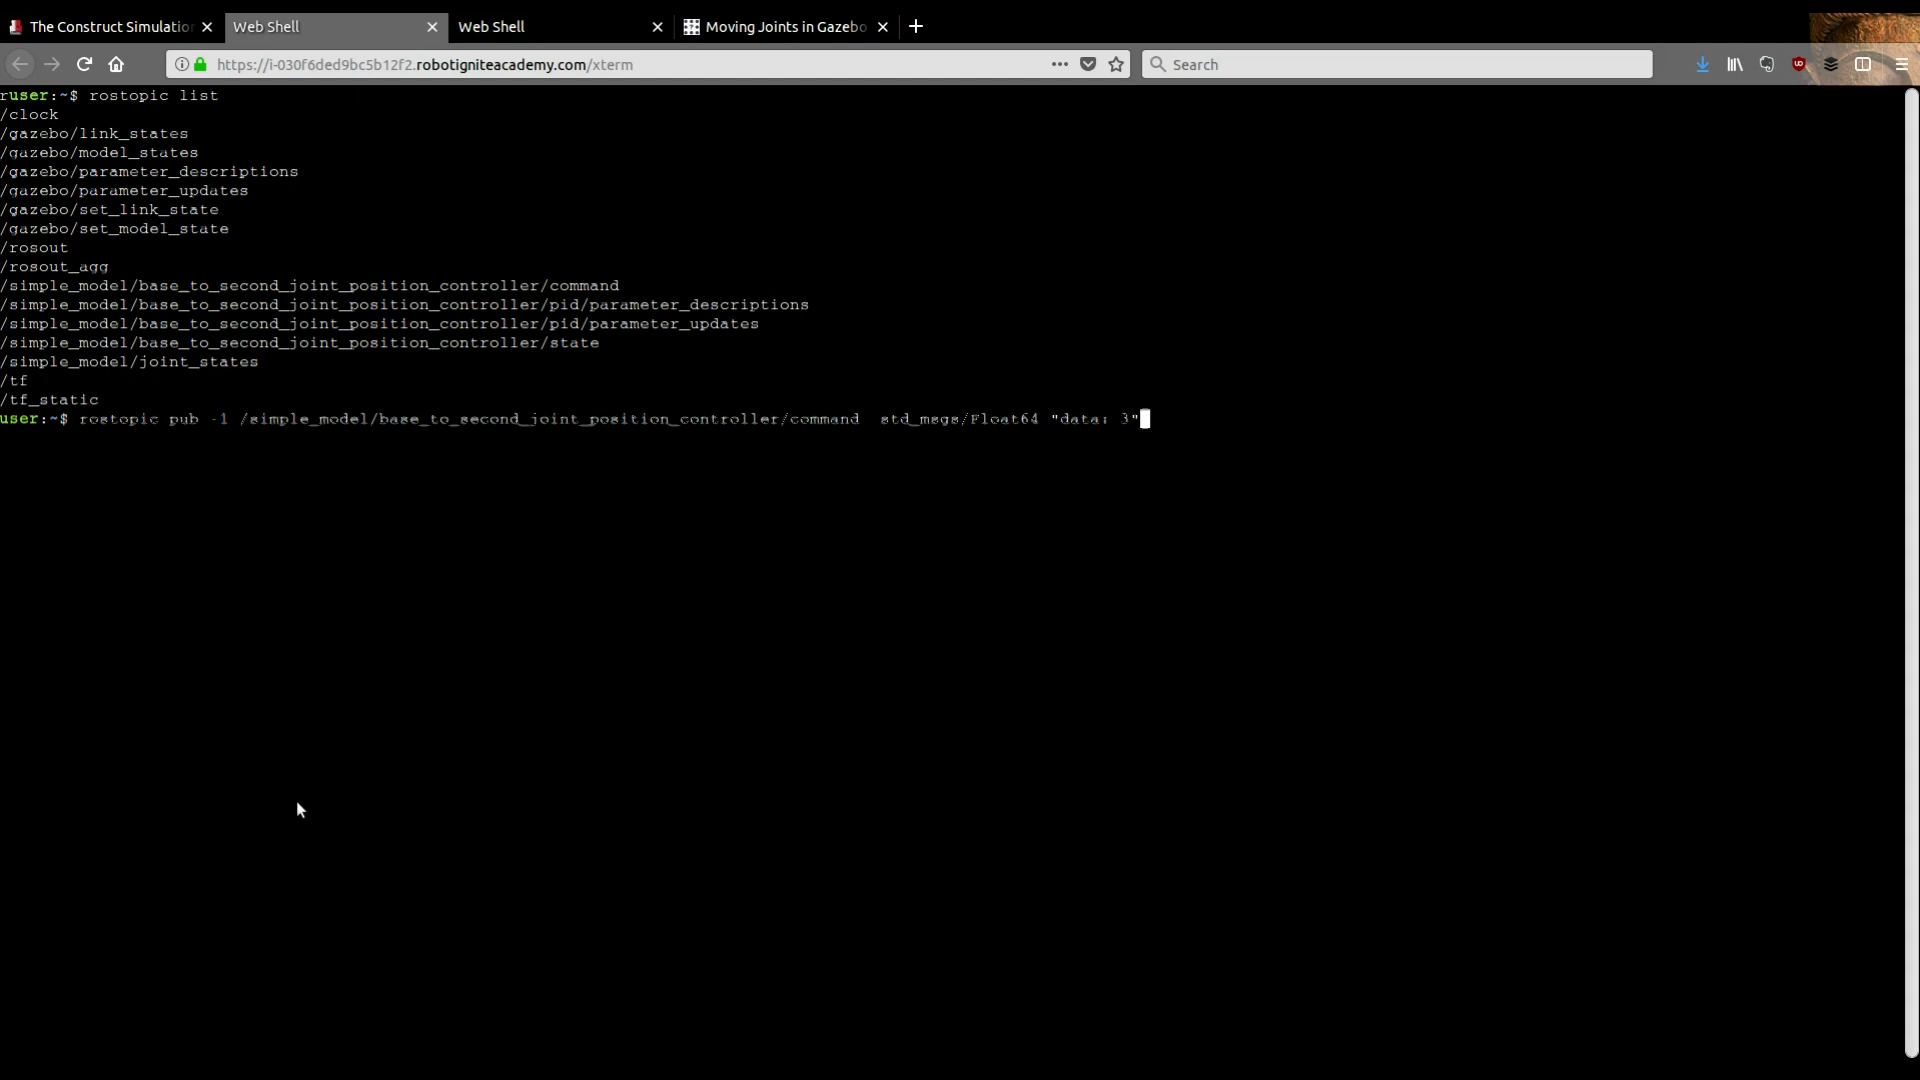 The Construct Simulation
Web Shell
Web Shell
Moving Joints in Gazebo
https://i-030f6ded9bc5b12f2.robotigniteacademy.com/xterm
Search
ruser:~$ rostopic list
/clock
/gazebo/link_states
/gazebo/model_states
/gazebo/parameter_descriptions
/gazebo/parameter_updates
/gazebo/set_link_state
/gazebo/set_model_state
/rosout
/rosout_agg
/simple_model/base_to_second_joint_position_controller/command
/simple_model/base_to_second_joint_position_controller/pid/parameter_descriptions
/simple_model/base_to_second_joint_position_controller/pid/parameter_updates
/simple_model/base_to_second_joint_position_controller/state
/simple_model/joint_states
/tf
/tf_static
user:~$ rostopic pub -1 /simple_model/base_to_second_joint_position_controller/command  std_msgs/Float64 "data: 3"